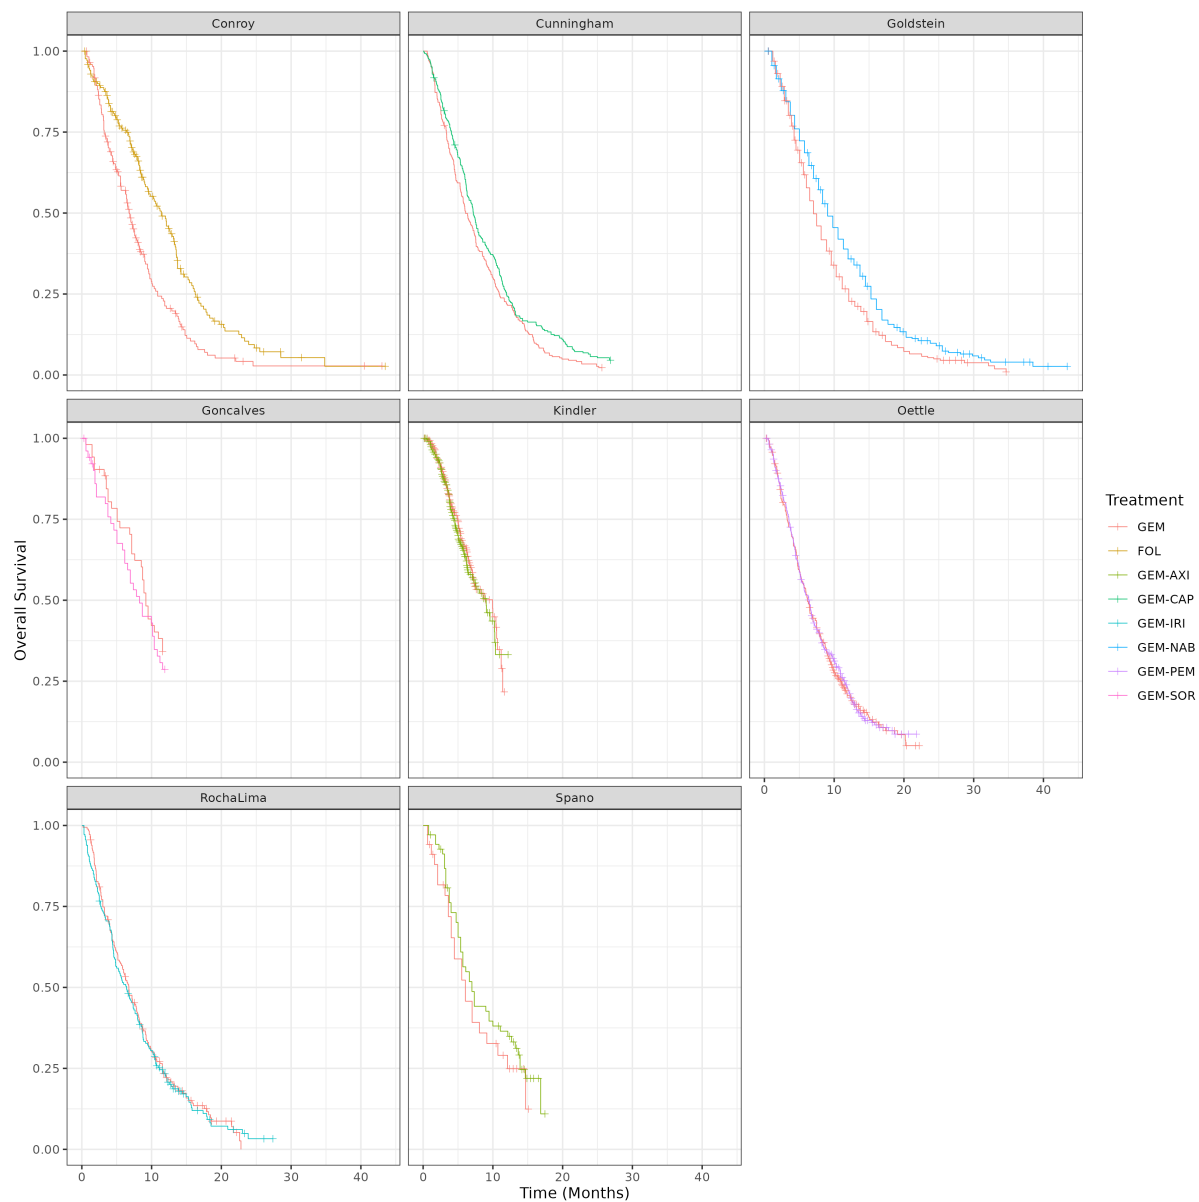 Conroy Cunningham Goldstein
1.00
0.75
0.50
0.25
0.00
Goncalves Kindler Oettle
1.00
0.75
0.50
0.25
0.00
0 10 20 30 40
RochaLima Spano
1.00
0.75
0.50
0.25
0.00
0 10 20 30 40 0 10 20 30 40
Time (Months)
Overall Survival
Treatment
GEM
FOL
GEM-AXI
GEM-CAP
GEM-IRI
GEM-NAB
GEM-PEM
GEM-SOR